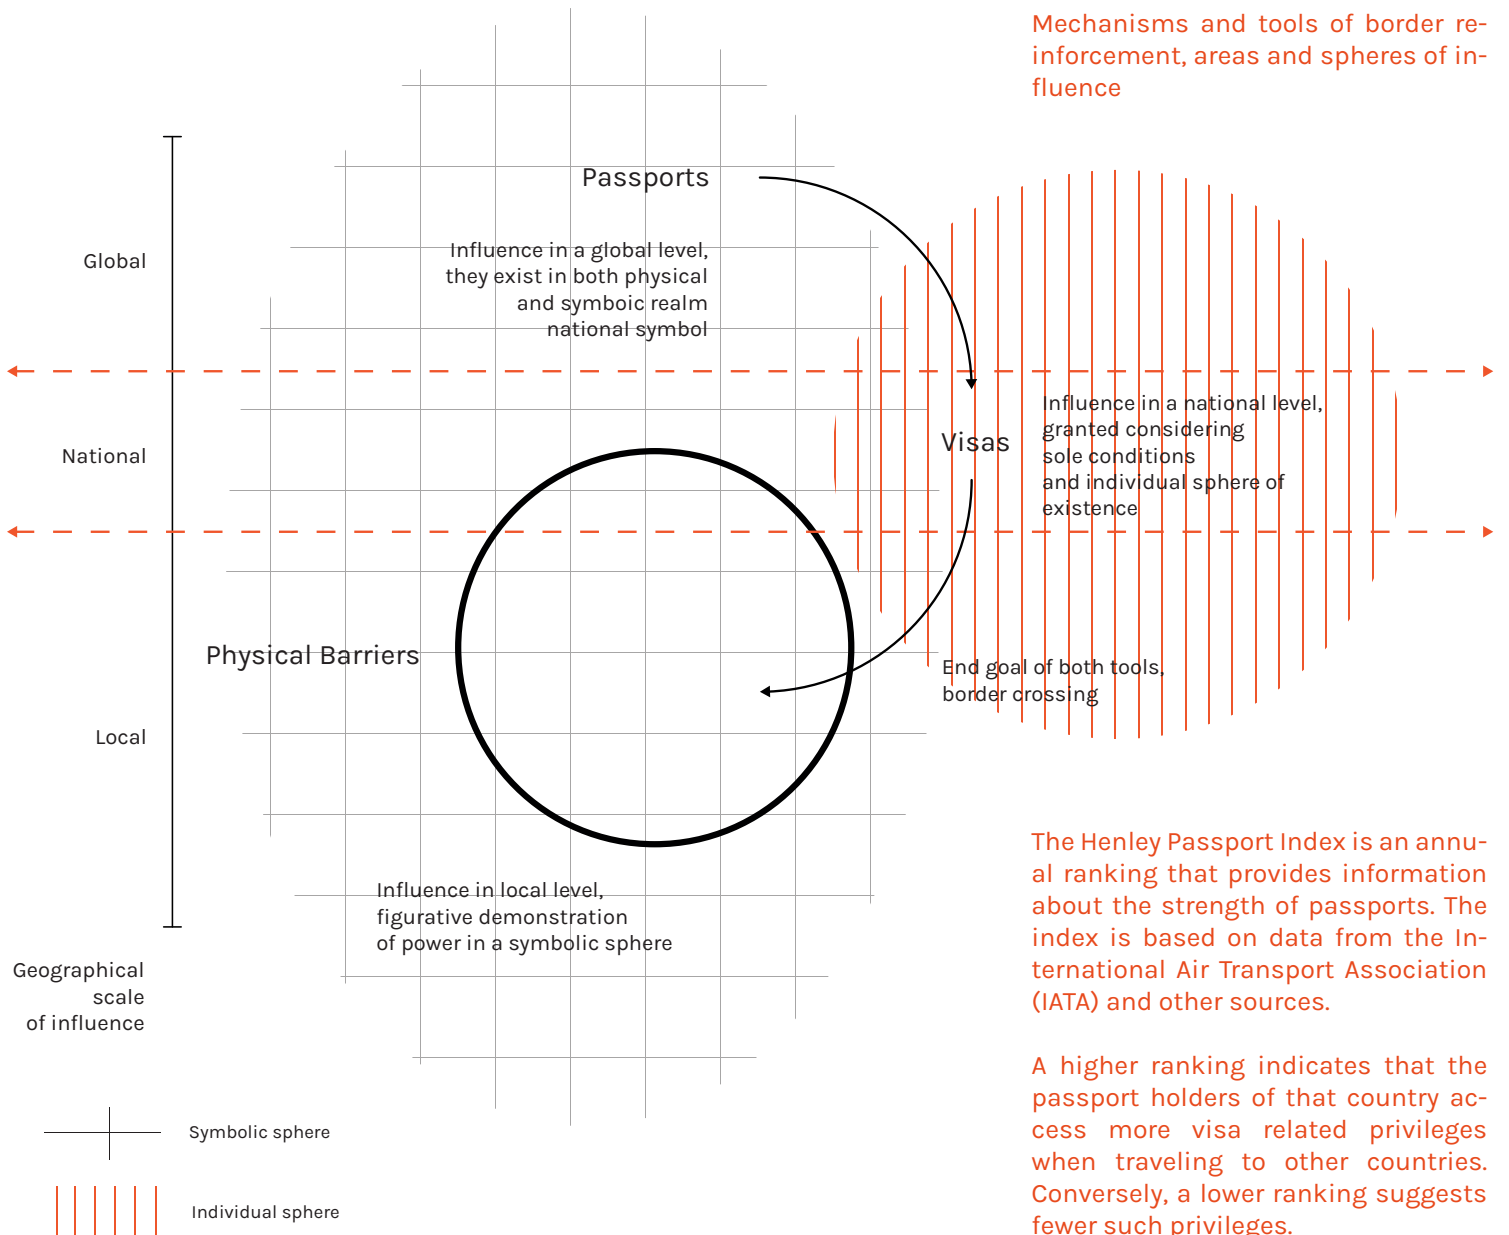 Mechanisms and tools of border re-
inforcement, areas and spheres of in-
fluence
Passports
Influence in a global level,
they exist in both physical
and symboic realm
national symbol
Global
National
Local
Geographical
scale
of influence
Visas
Influence in a national level,
granted considering
sole conditions
and individual sphere of
existence
Physical Barriers
End goal of both tools,
border crossing
Influence in local level,
figurative demonstration
of power in a symbolic sphere
The Henley Passport Index is an annu-
al ranking that provides information
about the strength of passports. The
index is based on data from the In-
ternational Air Transport Association
(IATA) and other sources.
A higher ranking indicates that the
passport holders of that country ac-
cess more visa related privileges
when traveling to other countries.
Conversely, a lower ranking suggests
fewer such privileges.
Symbolic sphere
Individual sphere